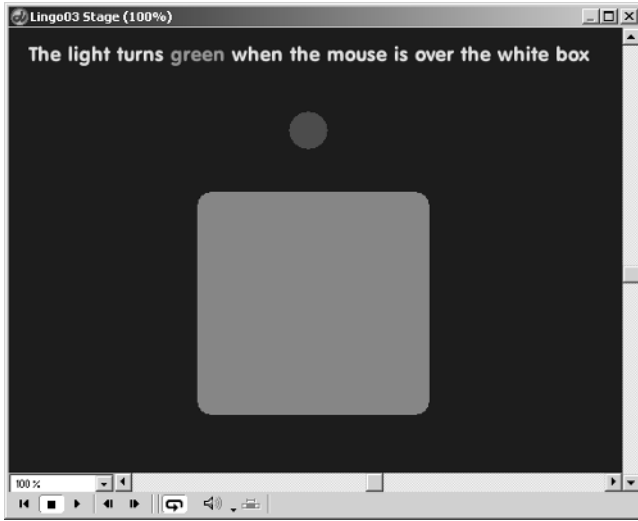 Lingo03 Stage (100%)
The light turns green when the mouse is over the white box
100 %